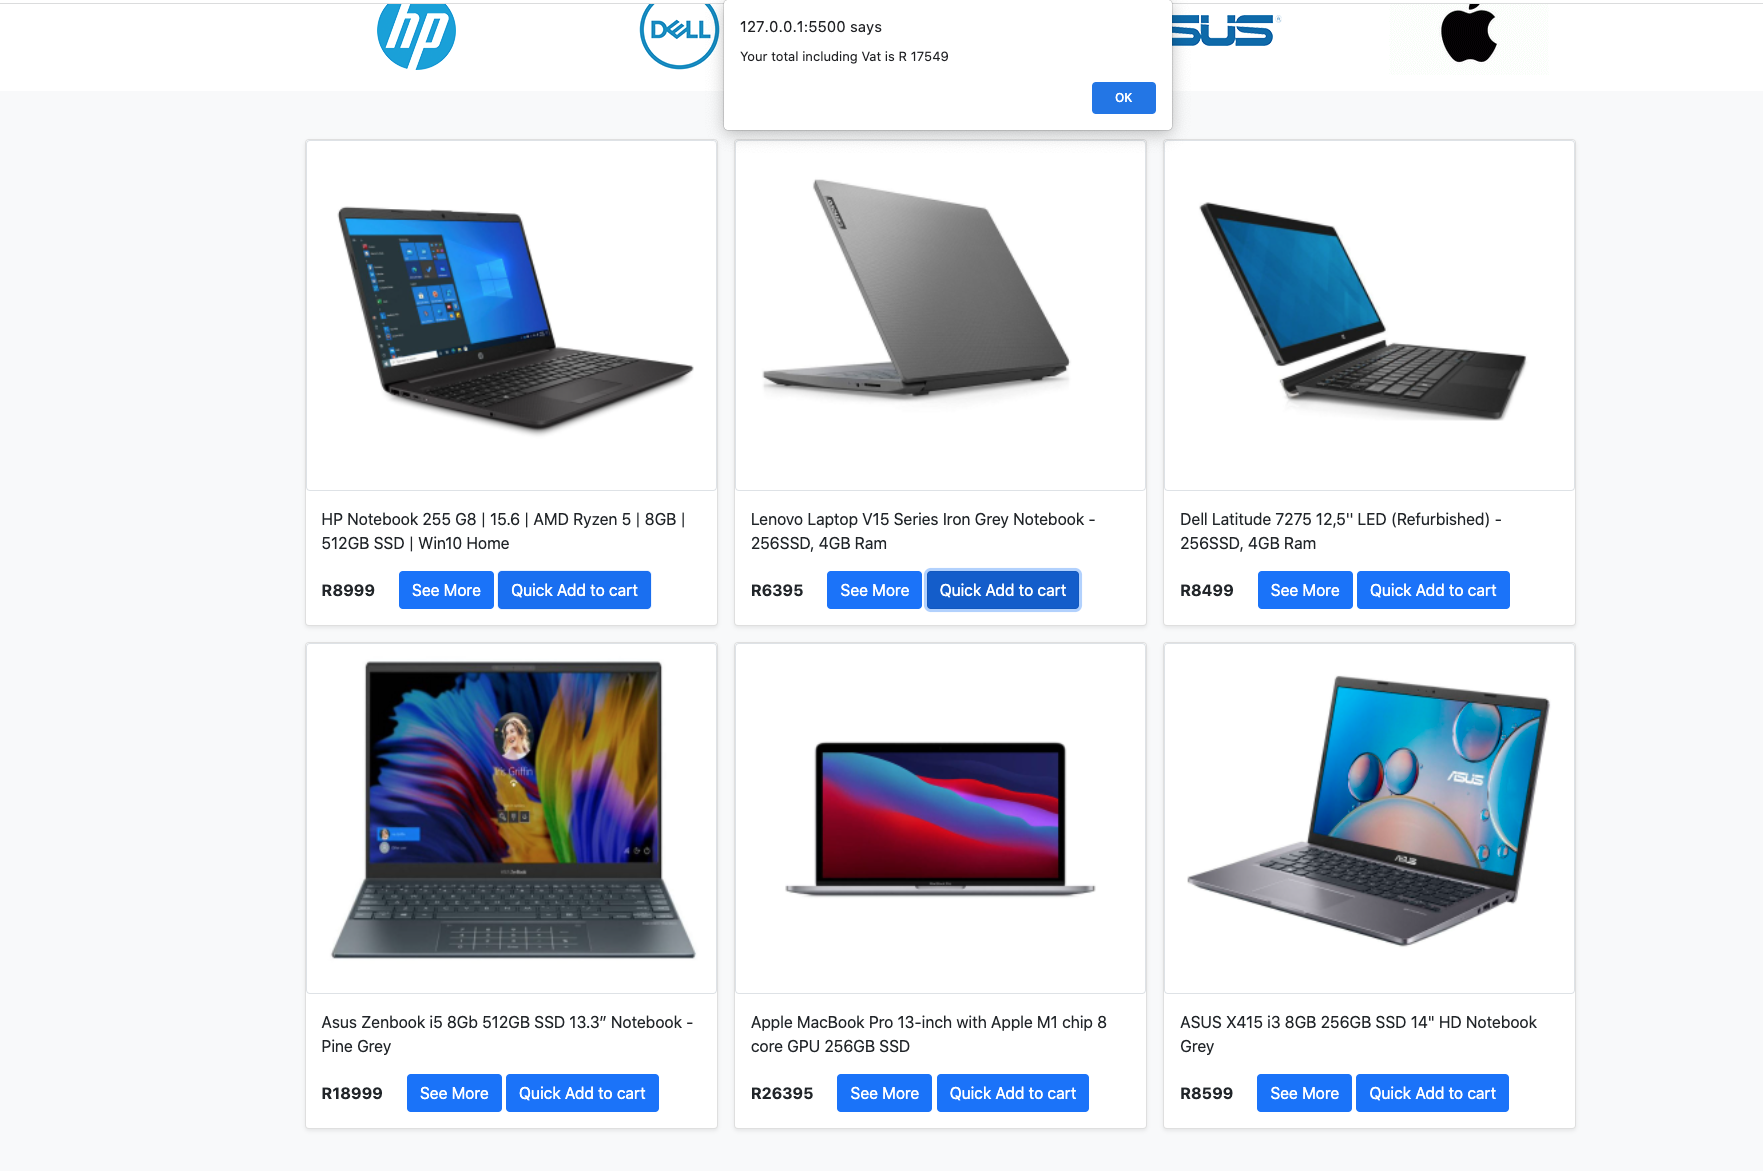 hp
DELL
SUS
127.0.0.1:5500 says
Your total including Vat is R 17549
OK
Lenovo
HP Notebook 255 G8 | 15.6 | AMD Ryzen 5 | 8GB |
512GB SSD | Win10 Home
R8999 See More Quick Add to cart
Lenovo Laptop V15 Series Iron Grey Notebook -
256SSD, 4GB Ram
R6395 See More Quick Add to cart
Dell Latitude 7275 12,5'' LED (Refurbished) -
256SSD, 4GB Ram
R8499 See More Quick Add to cart
Griffin
ASUS
ASUS
Asus Zenbook i5 8Gb 512GB SSD 13.3” Notebook -
Pine Grey
R18999 See More Quick Add to cart
Apple MacBook Pro 13-inch with Apple M1 chip 8
core GPU 256GB SSD
R26395 See More Quick Add to cart
ASUS X415 i3 8GB 256GB SSD 14" HD Notebook
Grey
R8599 See More Quick Add to cart